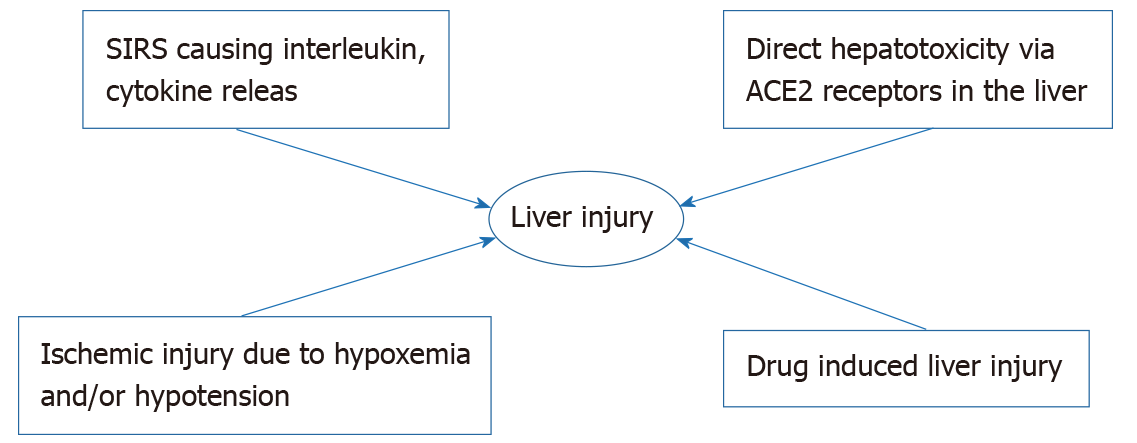 SIRS causing interleukin,
cytokine releas
Direct hepatotoxicity via
ACE2 receptors in the liver
Liver injury
Ischemic injury due to hypoxemia
and/or hypotension
Drug induced liver injury